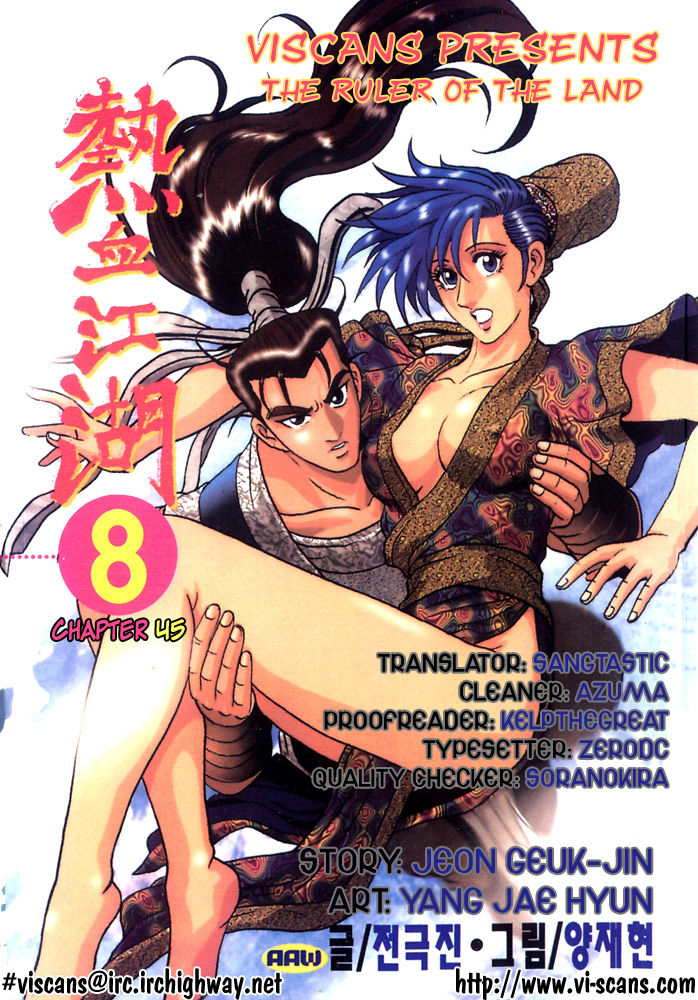 VISCANS PRESENTS
THE RULER OF THE LAND
熱血江湖
8
CHAPTER 45
TRANSLATOR: SANGTASTIC
CLEANER: AZUMA
PROOFREADER: KELPTHEGREAT
TYPESETTER: ZERODC
QUALITY CHECKER: SORANOKIRA
STORY: JEON GEUK-JIN
ART: YANG JAE HYUN
AAW 글/전극진·그림/양재현
#viscans@irc.irchighway.net
http://www.vi-scans.com